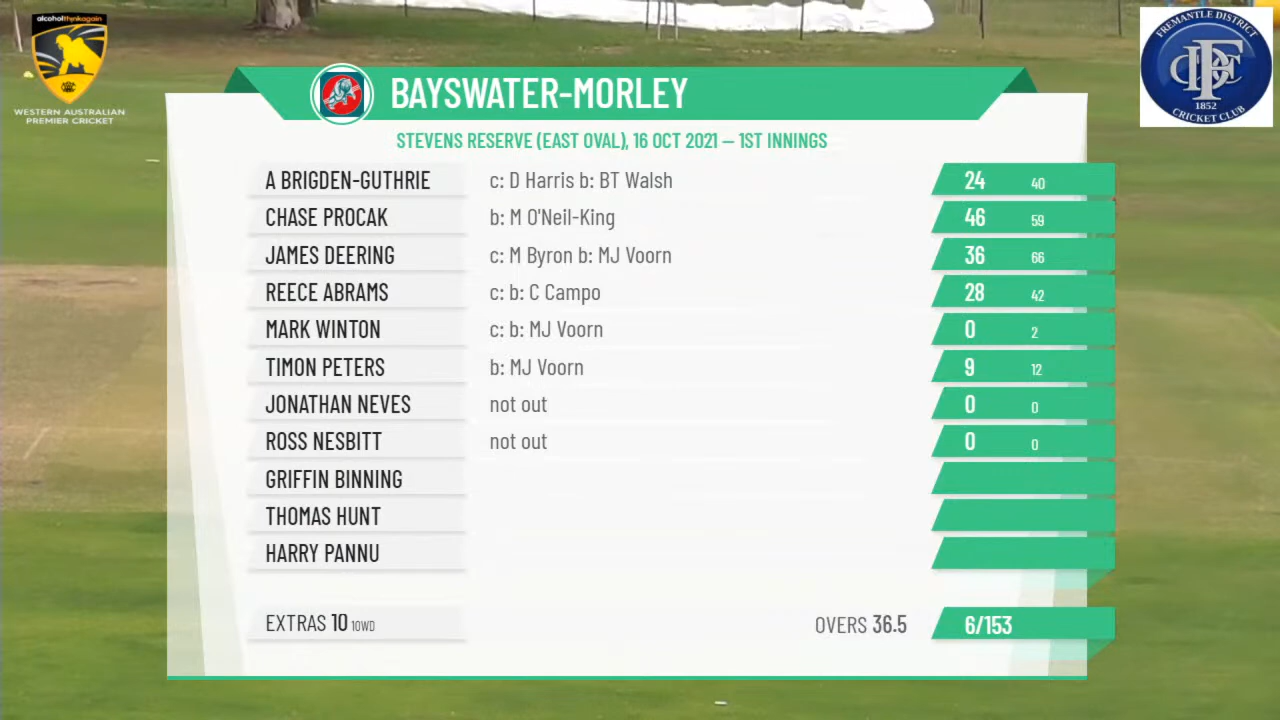 alcoholthinkagain
WESTERN AUSTRALIAN
PREMIER CRICKET
FREMANTLE DISTRICT
1852
CRICKET CLUB
BAYSWATER-MORLEY
STEVENS RESERVE (EAST OVAL), 16 OCT 2021 – 1ST INNINGS
A BRIGDEN-GUTHRIE c: D Harris b: BT Walsh 24 40
CHASE PROCAK b: M O'Neil-King 46 59
JAMES DEERING c: M Byron b: MJ Voorn 36 66
REECE ABRAMS c: b: C Campo 28 42
MARK WINTON c: b: MJ Voorn 0 2
TIMON PETERS b: MJ Voorn 9 12
JONATHAN NEVES not out 0 0
ROSS NESBITT not out 0 0
GRIFFIN BINNING
THOMAS HUNT
HARRY PANNU
EXTRAS 10 10WD OVERS 36.5 6/153